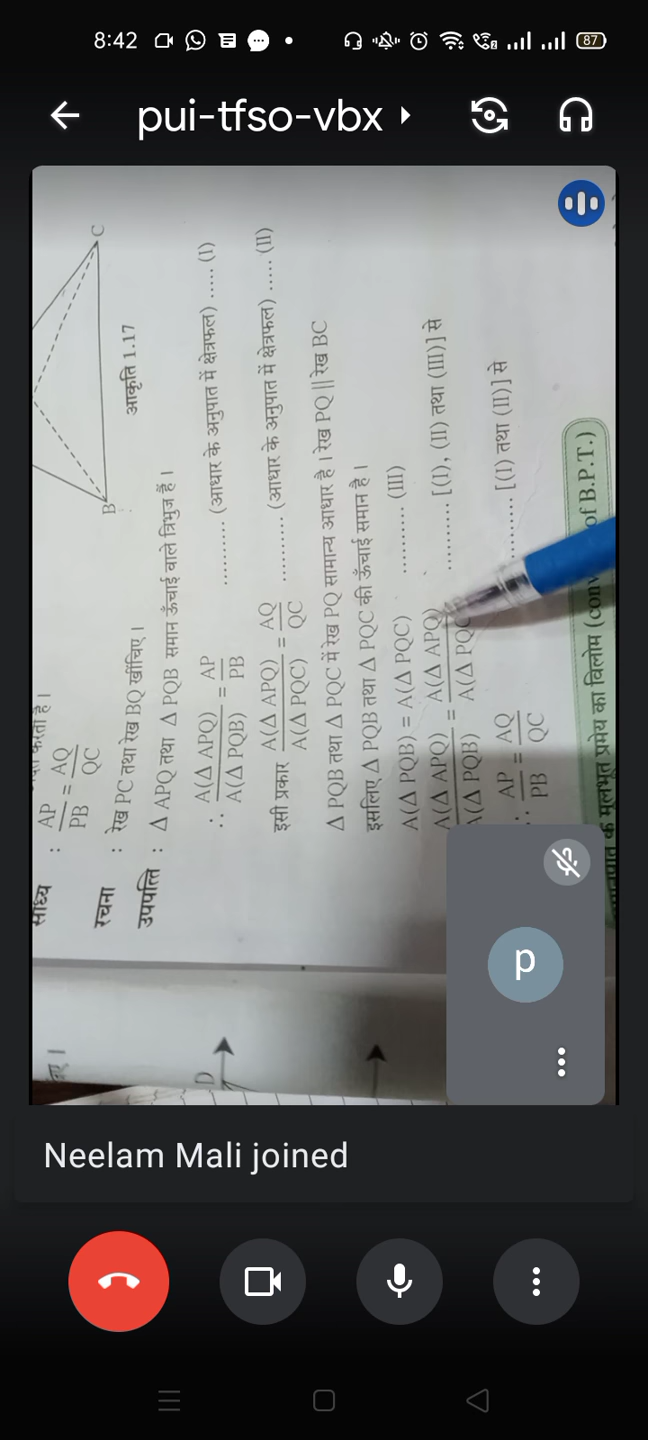 8:42
87
pui-tfso-vbx
C
B
आकृति 1.17
साध्य : AP/PB = AQ/QC
रचना : रेख PC तथा रेख BQ खींचिए ।
उपपत्ति : Δ APQ तथा Δ PQB समान ऊँचाई वाले त्रिभुज हैं ।
∴ A(Δ APQ)/A(Δ PQB) = AP/PB .......... (आधार के अनुपात में क्षेत्रफल) ..... (I)
इसी प्रकार A(Δ APQ)/A(Δ PQC) = AQ/QC .......... (आधार के अनुपात में क्षेत्रफल) ..... (II)
Δ PQB तथा Δ PQC में रेख PQ सामान्य आधार है । रेख PQ || रेख BC
इसलिए Δ PQB तथा Δ PQC की ऊँचाई समान है ।
A(Δ PQB) = A(Δ PQC) .......... (III)
A(Δ APQ)/A(Δ PQB) = A(Δ APQ)/A(Δ PQC .......... [(I), (II) तथा (III)] से
∴ AP/PB = AQ/QC .......... [(I) तथा (II)] से
मूलभूत प्रमेय का विलोम (conv of B.P.T.)
D
p
Neelam Mali joined